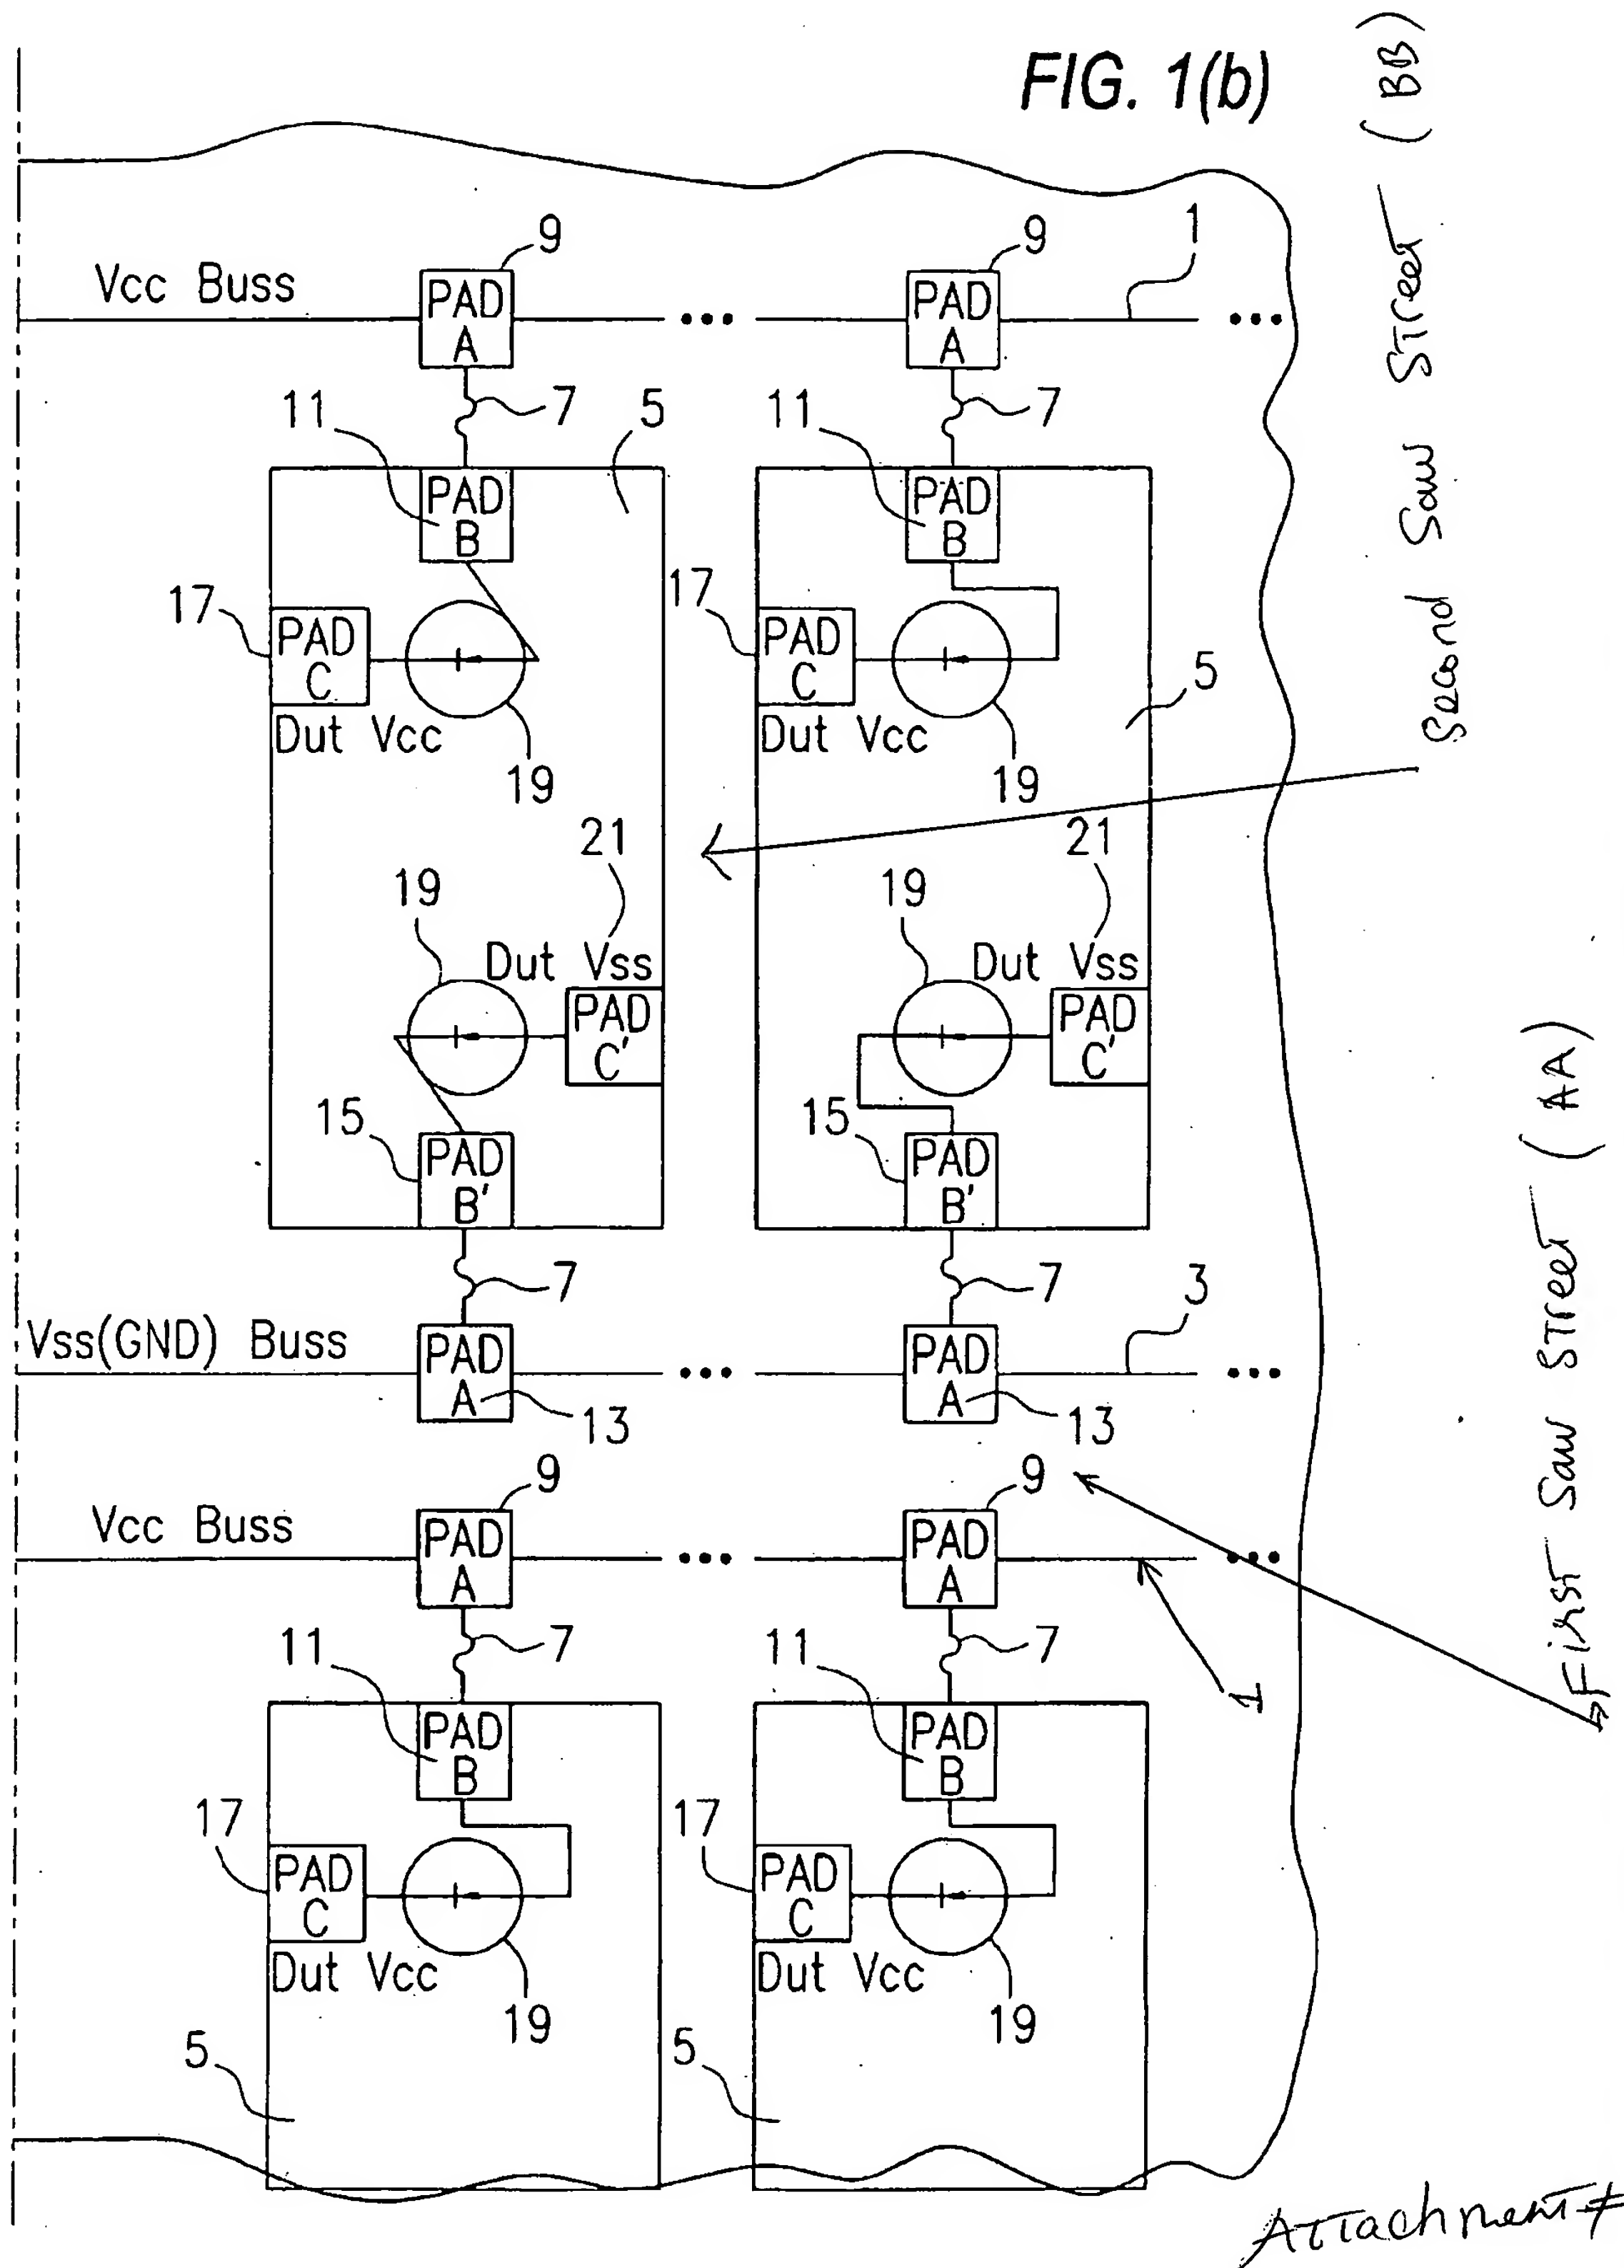 FIG. 1(b)
Second Saw Street (BB)
9 9 1
Vcc Buss PAD A ••• PAD A •••
7 7
11 5 11
PAD B PAD B
17 17
PAD C PAD C
5
Dut Vcc Dut Vcc
19 19
21 21
19 19
Dut Vss Dut Vss
PAD C' PAD C'
15 15
PAD B' PAD B'
7 7 3
Vss(GND) Buss PAD A ••• PAD A •••
13 13
First Saw Street (AA)
9 9
Vcc Buss PAD A ••• PAD A •••
7 7
11 11 1
PAD B PAD B
17 17
PAD C PAD C
Dut Vcc Dut Vcc
19 19
5 5
Attachment #